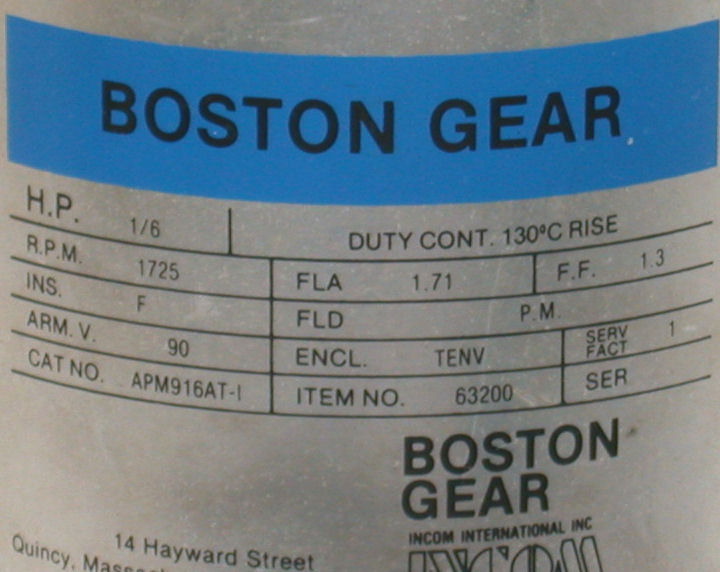 BOSTON GEAR
H.P. 1/6 DUTY CONT. 130°C RISE
R.P.M. 1725 FLA 1.71 F.F. 1.3
INS. F FLD P.M.
ARM. V. 90 ENCL. TENV SERV FACT 1
CAT NO. APM916AT-I ITEM NO. 63200 SER
BOSTON
GEAR
INCOM INTERNATIONAL INC
14 Hayward Street
Quincy,